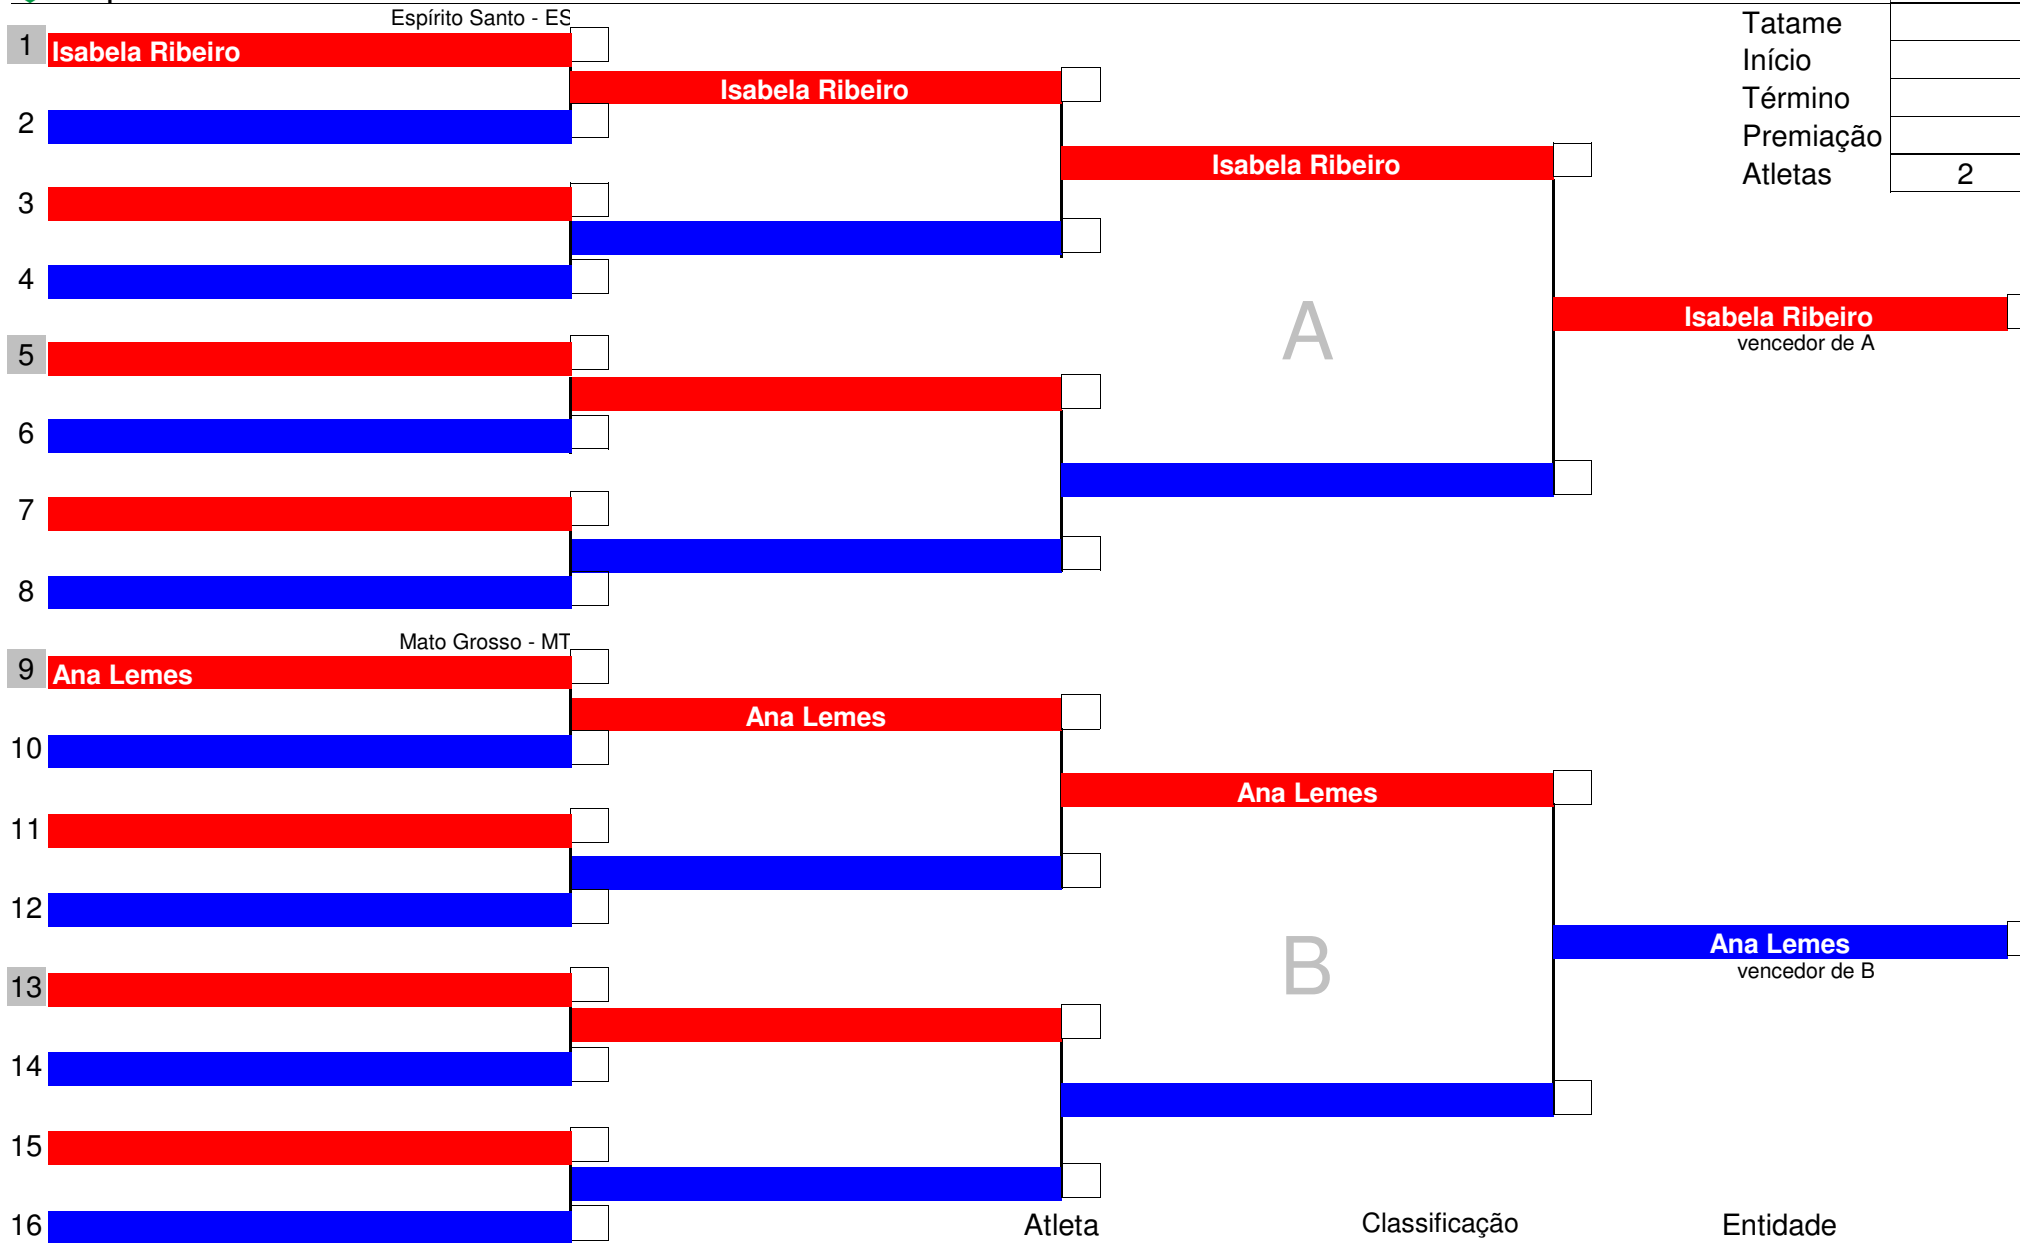 Espírito Santo - ES
Tatame
1 Isabela Ribeiro
Início
Isabela Ribeiro
Término
2
Premiação
Isabela Ribeiro
Atletas 2
3
4
A
Isabela Ribeiro
vencedor de A
5
6
7
8
Mato Grosso - MT
9 Ana Lemes
Ana Lemes
10
Ana Lemes
11
12
B
Ana Lemes
vencedor de B
13
14
15
16
Atleta Classificação Entidade